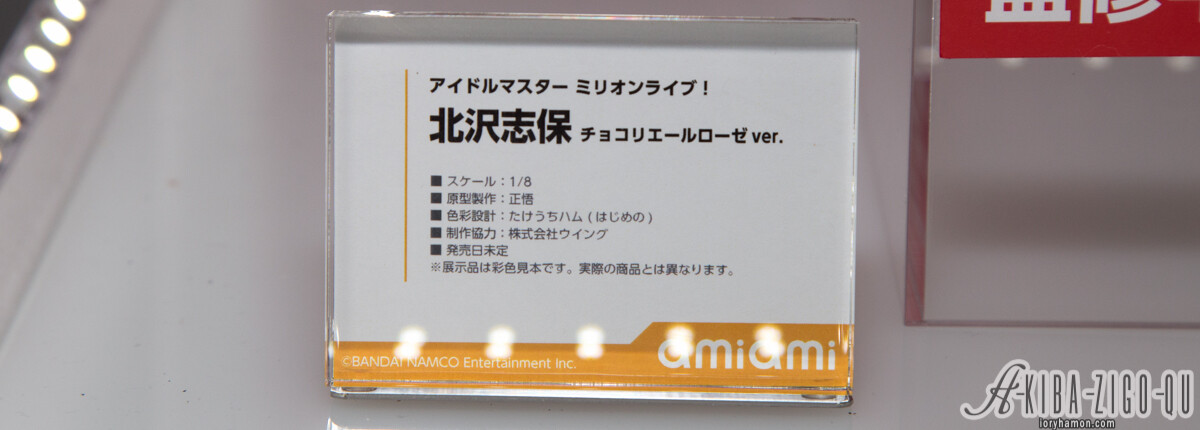 アイドルマスター ミリオンライブ！
北沢志保 チョコリエールローゼ ver.
■ スケール：1/8
■ 原型製作：正悟
■ 色彩設計：たけうちハム ( はじめの )
■ 制作協力：株式会社ウイング
■ 発売日未定
※展示品は彩色見本です。実際の商品とは異なります。
©BANDAI NAMCO Entertainment Inc.
amiami
監修
AKIBA-ZIGO-QU
loryhamon.com